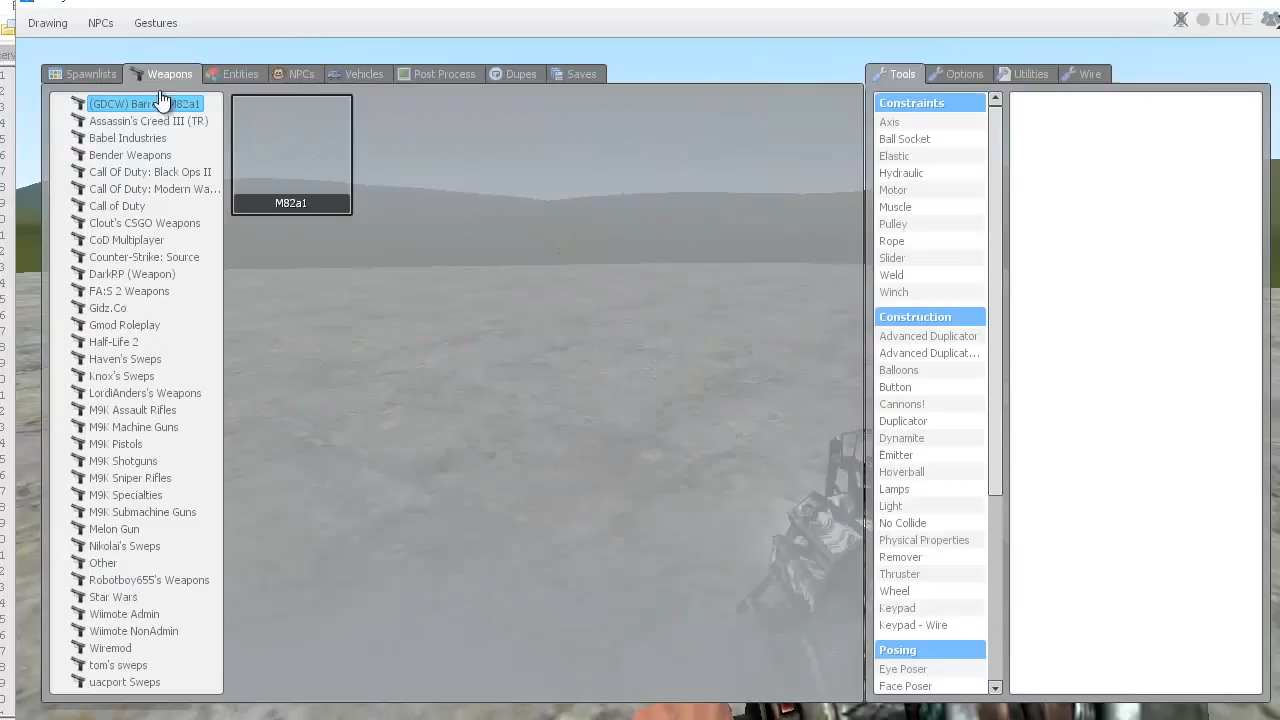 Drawing NPCs Gestures
LIVE
Spawnlists Weapons Entities NPCs Vehicles Post Process Dupes Saves
(GDCW) M82a1
Assassin's Creed III (TR)
Babel Industries
Bender Weapons
Call Of Duty: Black Ops II
Call Of Duty: Modern Wa...
Call of Duty
Clout's CSGO Weapons
CoD Multiplayer
Counter-Strike: Source
DarkRP (Weapon)
FA:S 2 Weapons
Gidz.Co
Gmod Roleplay
Half-Life 2
Haven's Sweps
Knox's Sweps
LordiAnders's Weapons
M9K Assault Rifles
M9K Machine Guns
M9K Pistols
M9K Shotguns
M9K Sniper Rifles
M9K Specialties
M9K Submachine Guns
Melon Gun
Nikolai's Sweps
Other
Robotboy655's Weapons
Star Wars
Wiimote Admin
Wiimote NonAdmin
Wiremod
tom's sweps
uacport Sweps
M82a1
Tools Options Utilities Wire
Constraints
Axis
Ball Socket
Elastic
Hydraulic
Motor
Muscle
Pulley
Rope
Slider
Weld
Winch
Construction
Advanced Duplicator
Advanced Duplicat...
Balloons
Button
Cannons!
Duplicator
Dynamite
Emitter
Hoverball
Lamps
Light
No Collide
Physical Properties
Remover
Thruster
Wheel
Keypad
Keypad - Wire
Posing
Eye Poser
Face Poser